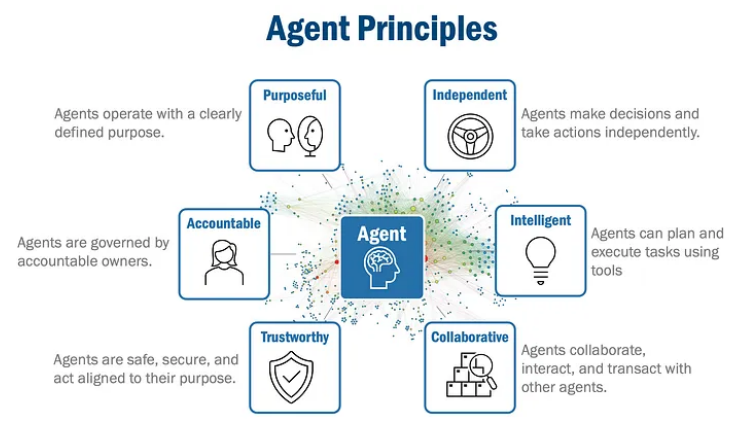 Agent Principles
Purposeful
Agents operate with a clearly
defined purpose.
Independent
Agents make decisions and
take actions independently.
Accountable
Agents are governed by
accountable owners.
Agent
Intelligent
Agents can plan and
execute tasks using
tools
Trustworthy
Agents are safe, secure, and
act aligned to their purpose.
Collaborative
Agents collaborate,
interact, and transact with
other agents.